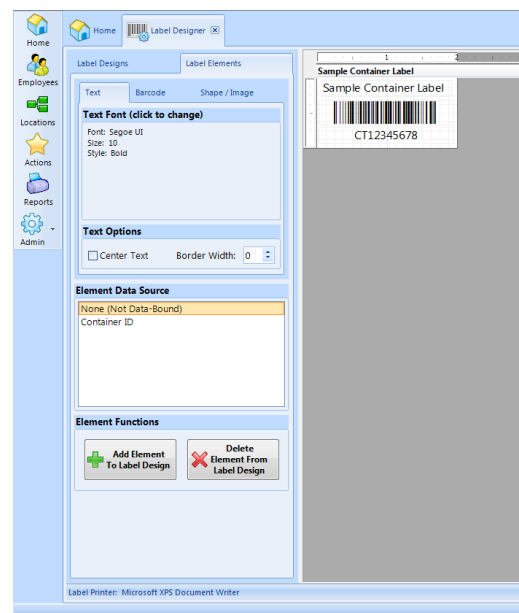 Home
Employees
Locations
Actions
Reports
Admin
Home
Label Designer
Label Designs
Label Elements
Text
Barcode
Shape / Image
Text Font (click to change)
Font: Segoe UI
Size: 10
Style: Bold
Text Options
Center Text
Border Width: 0
Element Data Source
None (Not Data-Bound)
Container ID
Element Functions
Add Element
To Label Design
Delete
Element From
Label Design
1
2
Sample Container Label
Sample Container Label
CT12345678
Label Printer: Microsoft XPS Document Writer